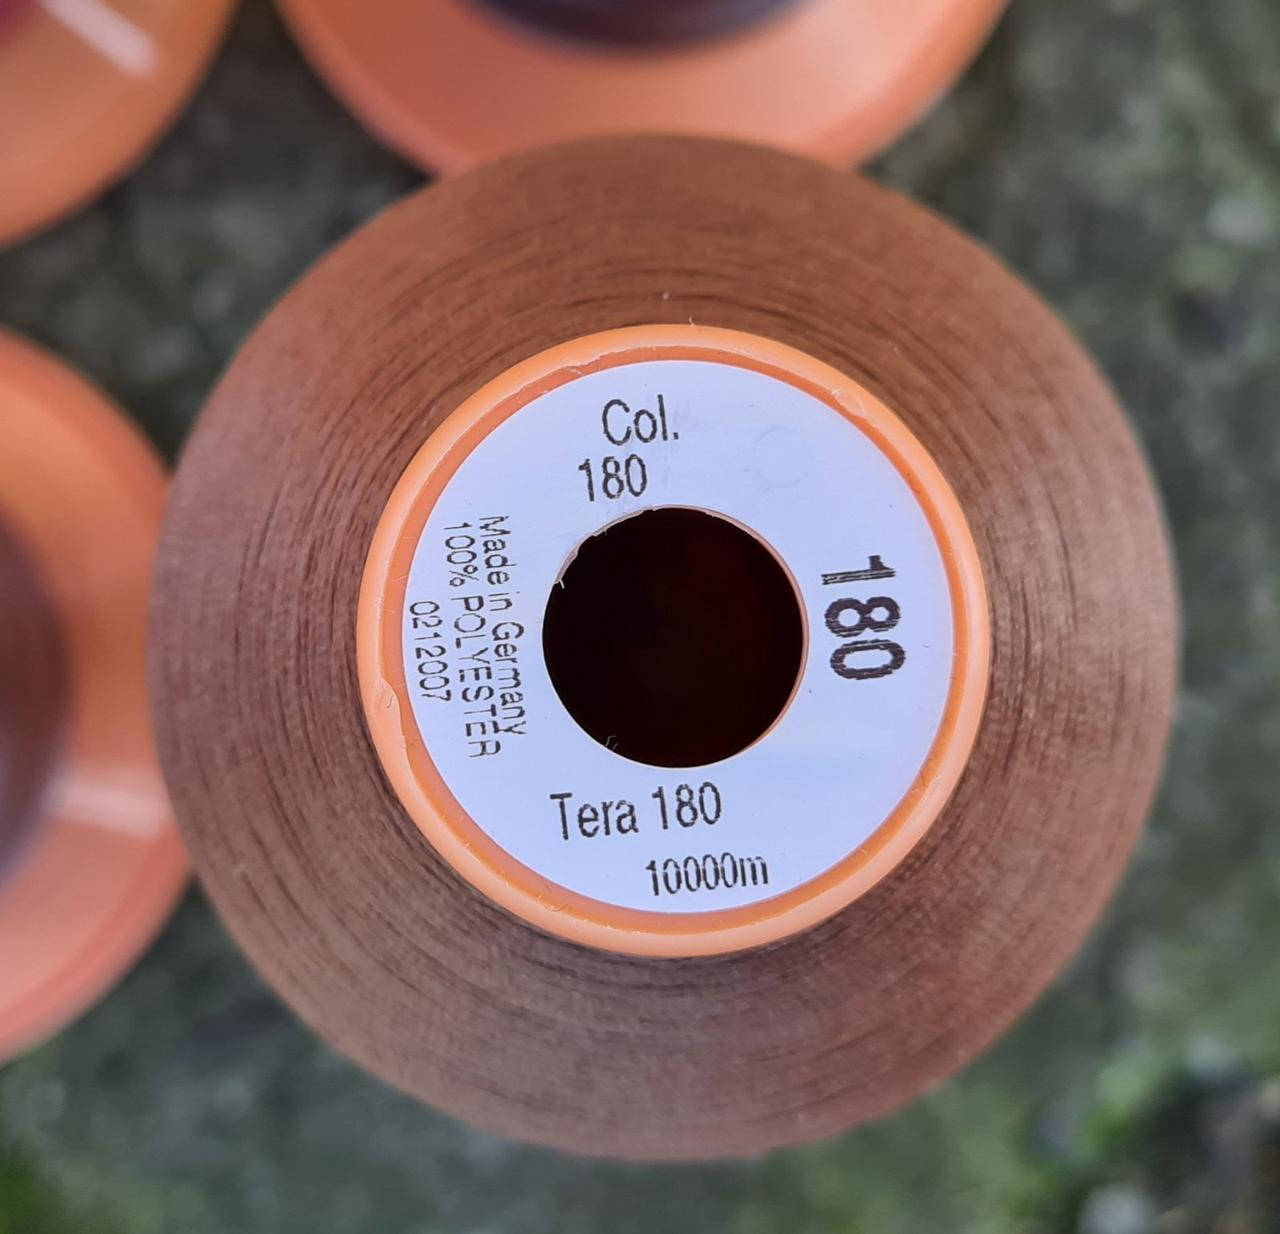 Col.
180
180
Tera 180
10000m
Made in Germany
100% POLYESTER
0212007